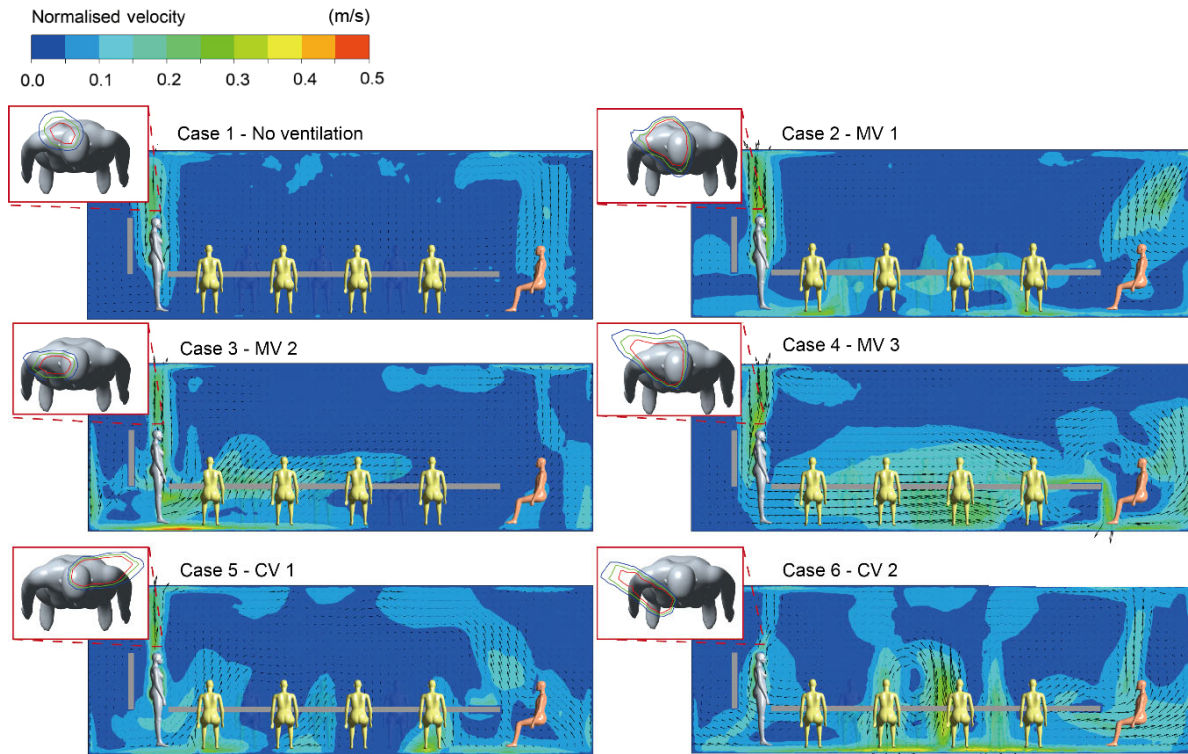 Normalised velocity (m/s)
0.0 0.1 0.2 0.3 0.4 0.5
Case 1 - No ventilation
Case 2 - MV 1
Case 3 - MV 2
Case 4 - MV 3
Case 5 - CV 1
Case 6 - CV 2